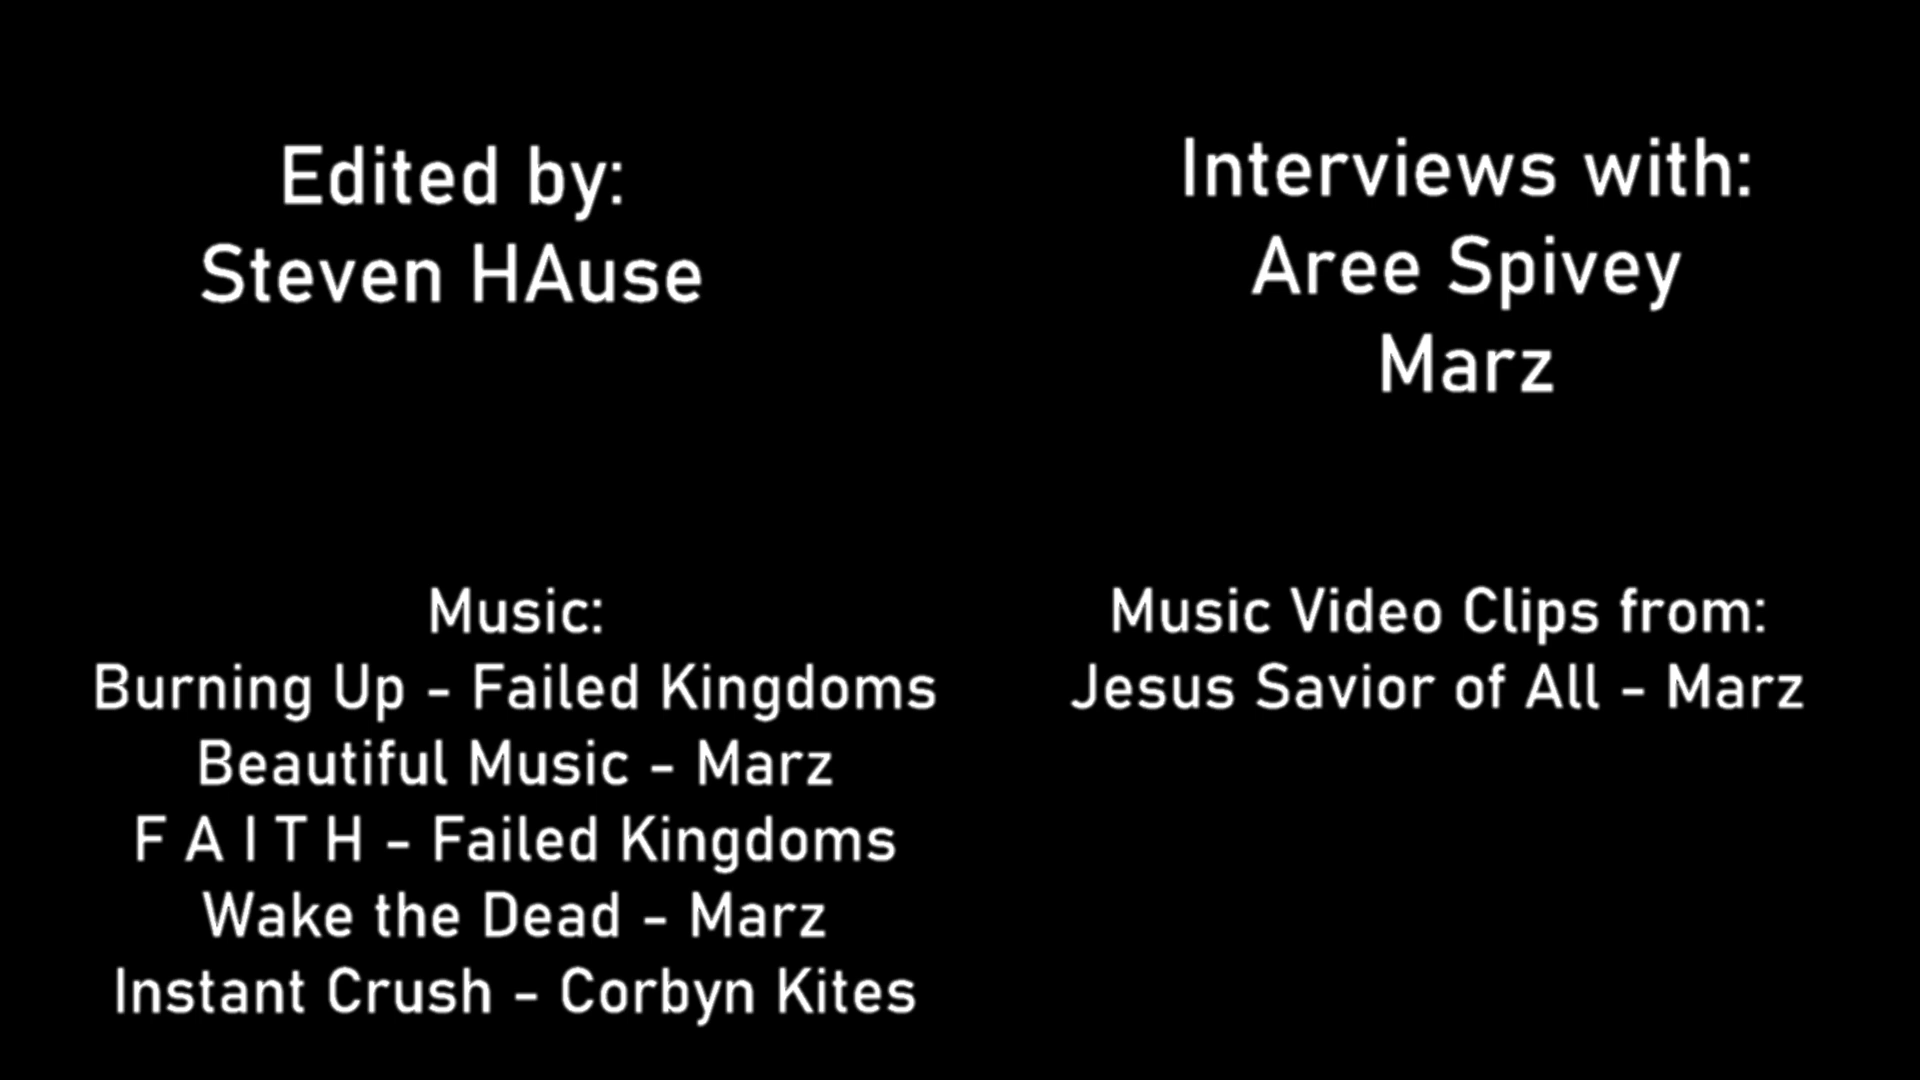 Edited by:
Steven HAuse
Interviews with:
Aree Spivey
Marz
Music:
Burning Up - Failed Kingdoms
Beautiful Music - Marz
F A I T H - Failed Kingdoms
Wake the Dead - Marz
Instant Crush - Corbyn Kites
Music Video Clips from:
Jesus Savior of All - Marz